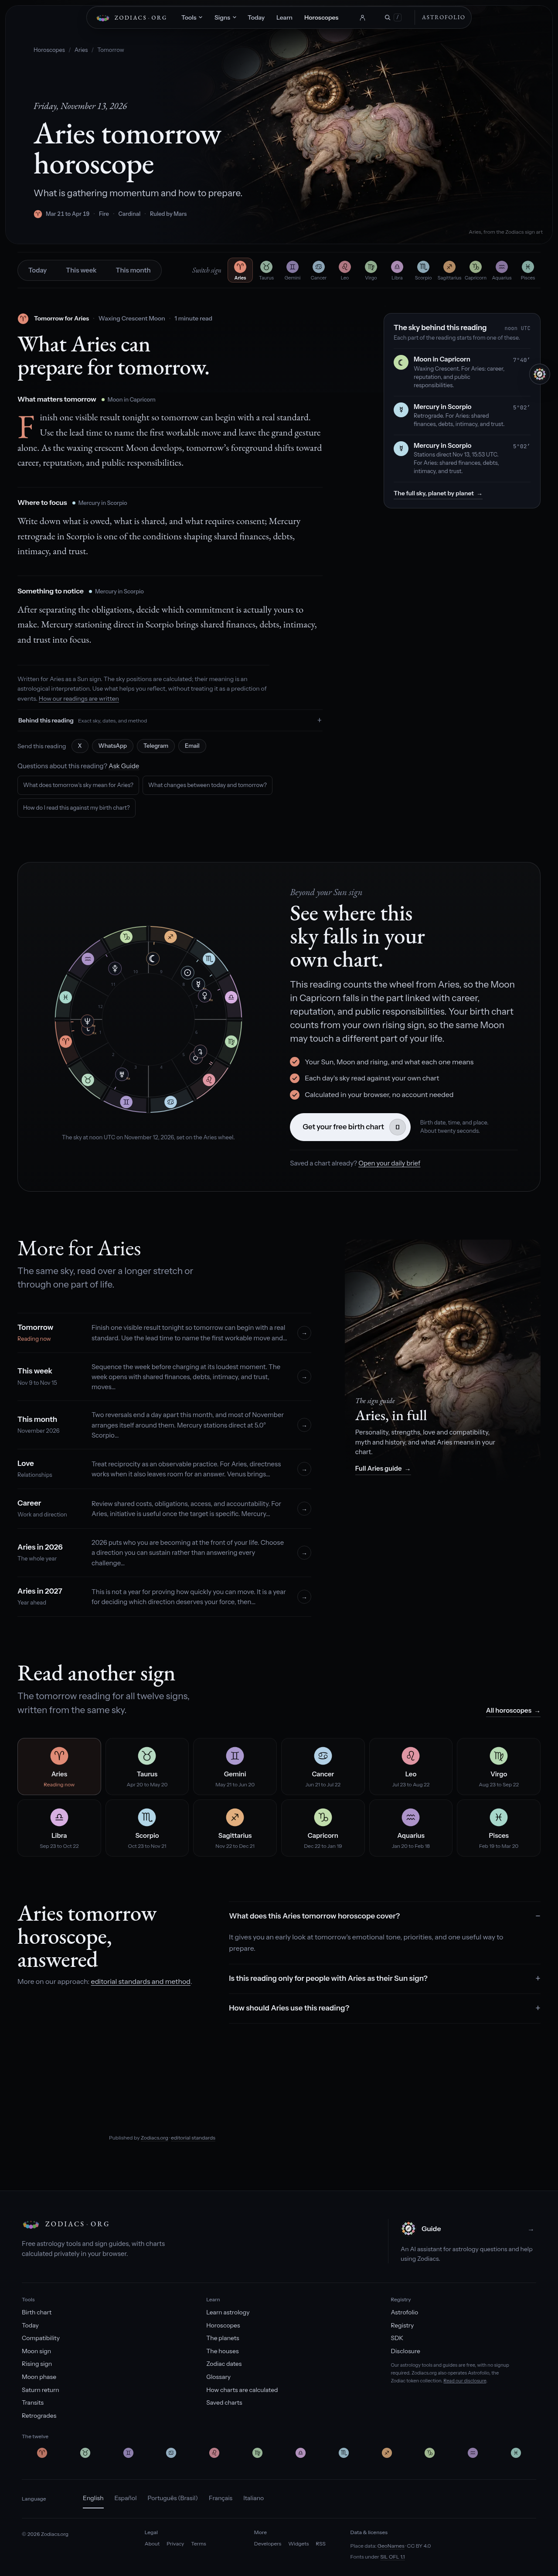 ZODIACS·ORG
Tools
Signs
Today
Learn
Horoscopes
/
ASTROFOLIO
Horoscopes / Aries / Tomorrow
Friday, November 13, 2026
Aries tomorrow
horoscope
What is gathering momentum and how to prepare.
Mar 21 to Apr 19 · Fire · Cardinal · Ruled by Mars
Aries, from the Zodiacs sign art
Today
This week
This month
Switch sign
Aries
Taurus
Gemini
Cancer
Leo
Virgo
Libra
Scorpio
Sagittarius
Capricorn
Aquarius
Pisces
Tomorrow for Aries · Waxing Crescent Moon · 1 minute read
What Aries can
prepare for tomorrow.
What matters tomorrow Moon in Capricorn
Finish one visible result tonight so tomorrow can begin with a real standard.
Use the lead time to name the first workable move and leave the grand gesture
alone. As the waxing crescent Moon develops, tomorrow's foreground shifts toward
career, reputation, and public responsibilities.
Where to focus Mercury in Scorpio
Write down what is owed, what is shared, and what requires consent; Mercury
retrograde in Scorpio is one of the conditions shaping shared finances, debts,
intimacy, and trust.
Something to notice Mercury in Scorpio
After separating the obligations, decide which commitment is actually yours to
make. Mercury stationing direct in Scorpio brings shared finances, debts, intimacy,
and trust into focus.
Written for Aries as a Sun sign. The sky positions are calculated; their meaning is an
astrological interpretation. Use what helps you reflect, without treating it as a prediction of
events. How our readings are written
Behind this reading Exact sky, dates, and method +
Send this reading X WhatsApp Telegram Email
Questions about this reading? Ask Guide
What does tomorrow's sky mean for Aries?
What changes between today and tomorrow?
How do I read this against my birth chart?
The sky behind this reading noon UTC
Each part of the reading starts from one of these.
Moon in Capricorn 7°48'
Waxing Crescent. For Aries: career,
reputation, and public
responsibilities.
Mercury in Scorpio 5°02'
Retrograde. For Aries: shared
finances, debts, intimacy, and trust.
Mercury in Scorpio 5°02'
Stations direct Nov 13, 15:53 UTC.
For Aries: shared finances, debts,
intimacy, and trust.
The full sky, planet by planet →
The sky at noon UTC on November 12, 2026, set on the Aries wheel.
Beyond your Sun sign
See where this
sky falls in your
own chart.
This reading counts the wheel from Aries, so the Moon
in Capricorn falls in the part linked with career,
reputation, and public responsibilities. Your birth chart
counts from your own rising sign, so the same Moon
may touch a different part of your life.
Your Sun, Moon and rising, and what each one means
Each day's sky read against your own chart
Calculated in your browser, no account needed
Get your free birth chart
Birth date, time, and place.
About twenty seconds.
Saved a chart already? Open your daily brief
More for Aries
The same sky, read over a longer stretch or
through one part of life.
Tomorrow
Reading now
Finish one visible result tonight so tomorrow can begin with a real
standard. Use the lead time to name the first workable move and...
→
This week
Nov 9 to Nov 15
Sequence the week before charging at its loudest moment. The
week opens with shared finances, debts, intimacy, and trust,
moves...
→
This month
November 2026
Two reversals end a day apart this month, and most of November
arranges itself around them. Mercury stations direct at 5.0°
Scorpio...
→
Love
Relationships
Treat reciprocity as an observable practice. For Aries, directness
works when it also leaves room for an answer. Venus brings...
→
Career
Work and direction
Review shared costs, obligations, access, and accountability. For
Aries, initiative is useful once the target is specific. Mercury...
→
Aries in 2026
The whole year
2026 puts who you are becoming at the front of your life. Choose
a direction you can sustain rather than answering every
challenge...
→
Aries in 2027
Year ahead
This is not a year for proving how quickly you can move. It is a year
for deciding which direction deserves your force, then...
→
The sign guide
Aries, in full
Personality, strengths, love and compatibility,
myth and history, and what Aries means in your
chart.
Full Aries guide →
Read another sign
The tomorrow reading for all twelve signs,
written from the same sky.
All horoscopes →
Aries
Reading now
Taurus
Apr 20 to May 20
Gemini
May 21 to Jun 20
Cancer
Jun 21 to Jul 22
Leo
Jul 23 to Aug 22
Virgo
Aug 23 to Sep 22
Libra
Sep 23 to Oct 22
Scorpio
Oct 23 to Nov 21
Sagittarius
Nov 22 to Dec 21
Capricorn
Dec 22 to Jan 19
Aquarius
Jan 20 to Feb 18
Pisces
Feb 19 to Mar 20
Aries tomorrow
horoscope,
answered
More on our approach: editorial standards and method.
What does this Aries tomorrow horoscope cover? −
It gives you an early look at tomorrow's emotional tone, priorities, and one useful way to
prepare.
Is this reading only for people with Aries as their Sun sign? +
How should Aries use this reading? +
Published by Zodiacs.org · editorial standards
ZODIACS·ORG
Free astrology tools and sign guides, with charts
calculated privately in your browser.
Guide →
An AI assistant for astrology questions and help
using Zodiacs.
Tools
Birth chart
Today
Compatibility
Moon sign
Rising sign
Moon phase
Saturn return
Transits
Retrogrades
Learn
Learn astrology
Horoscopes
The planets
The houses
Zodiac dates
Glossary
How charts are calculated
Saved charts
Registry
Astrofolio
Registry
SDK
Disclosure
Our astrology tools and guides are free, with no signup
required. Zodiacs.org also operates Astrofolio, the
Zodiac token collection. Read our disclosure.
The twelve
Language
English
Español
Português (Brasil)
Français
Italiano
© 2026 Zodiacs.org
Legal
About
Privacy
Terms
More
Developers
Widgets
RSS
Data & licenses
Place data: GeoNames · CC BY 4.0
Fonts under SIL OFL 1.1